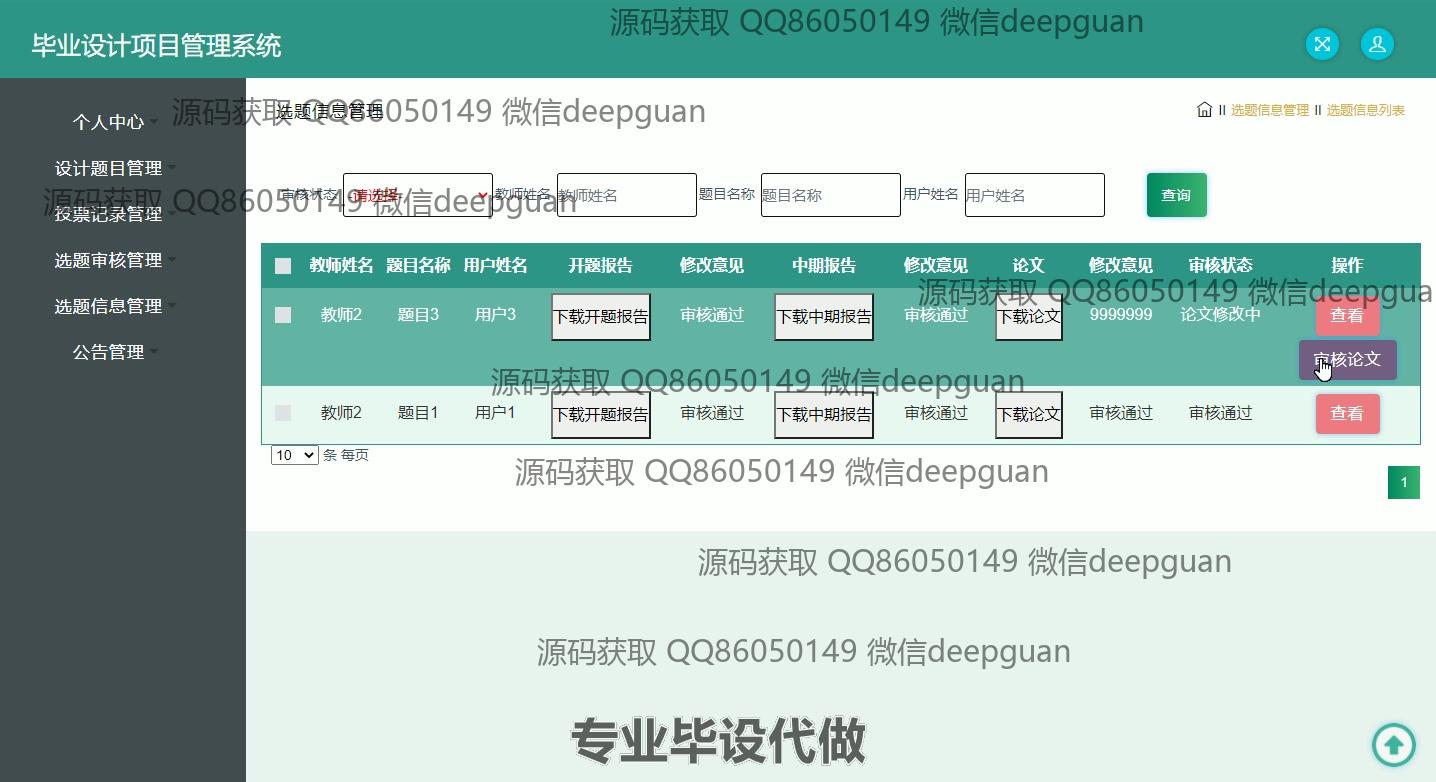 源码获取 QQ86050149 微信deepguan
毕业设计项目管理系统
源码获取 QQ86050149 微信deepguan
选题信息管理
II 选题信息管理 II 选题信息列表
个人中心
设计题目管理
投票记录管理
选题审核管理
选题信息管理
公告管理
源码获取 QQ86050149 微信deepguan
审核状态 -请选择- 教师姓名 教师姓名 题目名称 题目名称 用户姓名 用户姓名 查询
教师姓名 题目名称 用户姓名 开题报告 修改意见 中期报告 修改意见 论文 修改意见 审核状态 操作
源码获取 QQ86050149 微信deepgua
教师2 题目3 用户3 下载开题报告 审核通过 下载中期报告 审核通过 下载论文 9999999 论文修改中 查看
审核论文
源码获取 QQ86050149 微信deepguan
教师2 题目1 用户1 下载开题报告 审核通过 下载中期报告 审核通过 下载论文 审核通过 审核通过 查看
10 条 每页
源码获取 QQ86050149 微信deepguan
1
源码获取 QQ86050149 微信deepguan
源码获取 QQ86050149 微信deepguan
专业毕设代做